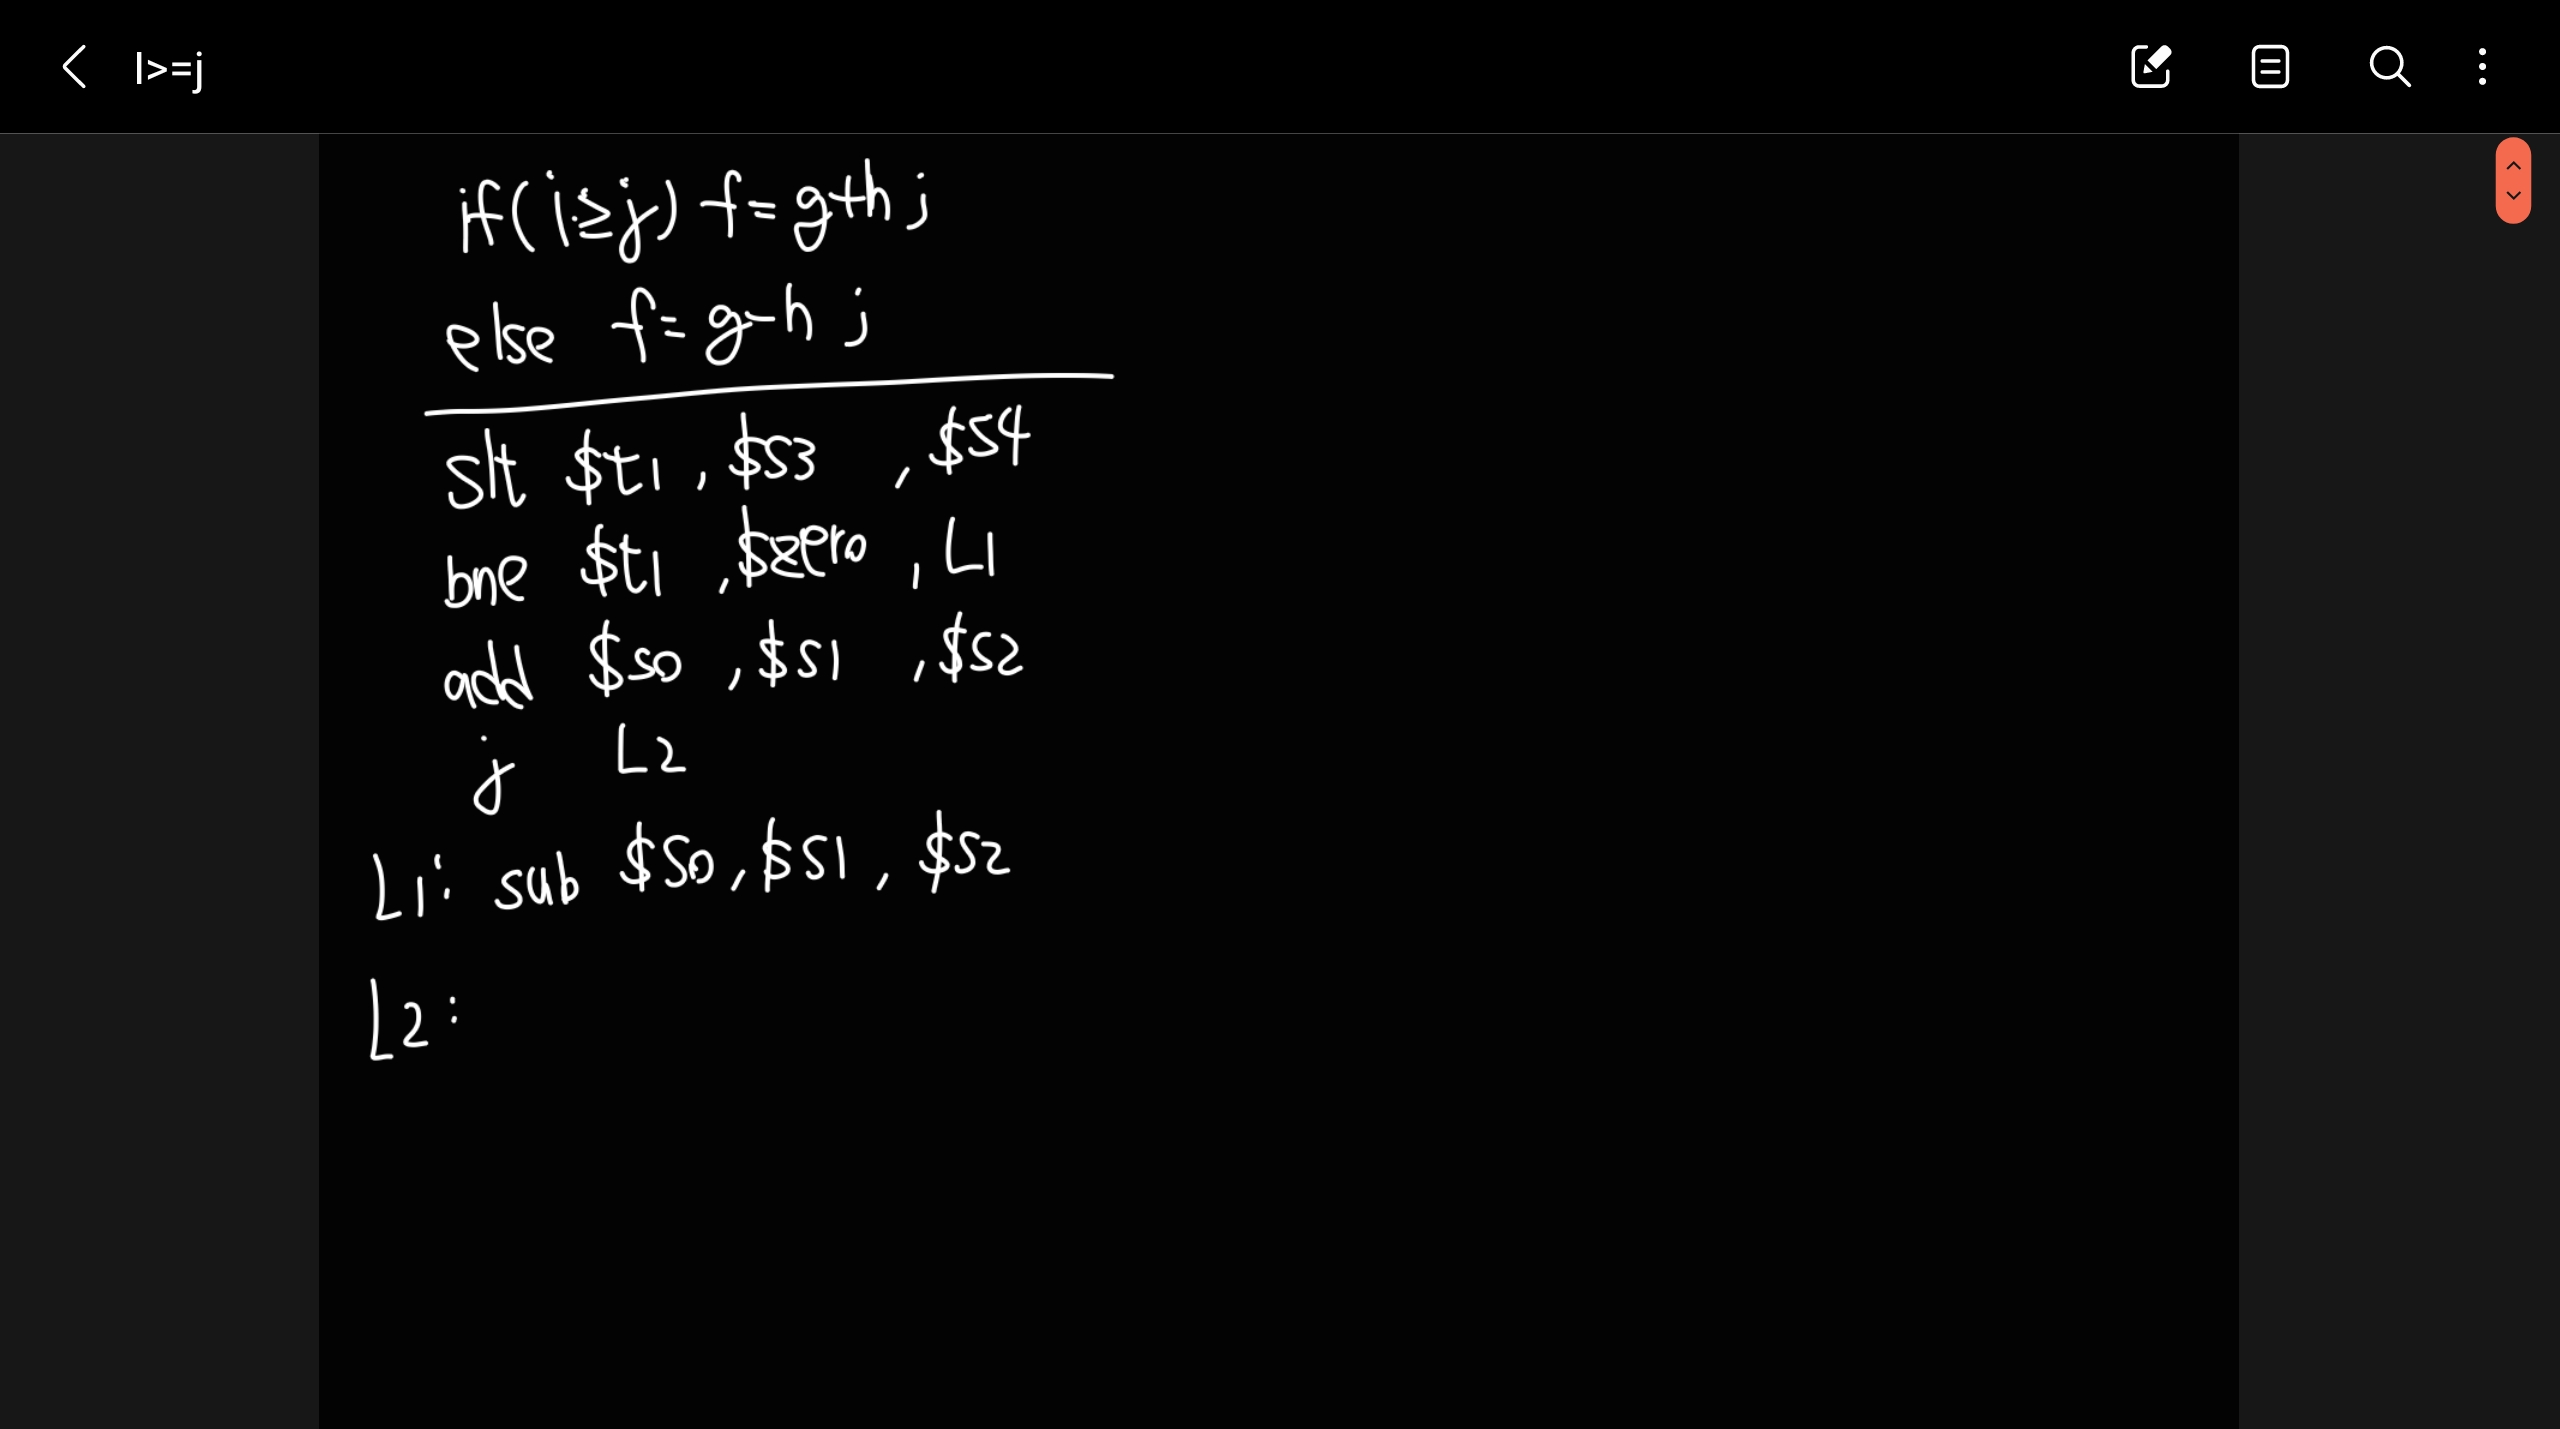 I>=j
if(i≥j) f=g+h;
else f=g-h;
slt $t1, $s3, $s4
bne $t1, $zero, L1
add $s0, $s1, $s2
j L2
L1: sub $s0, $s1, $s2
L2: